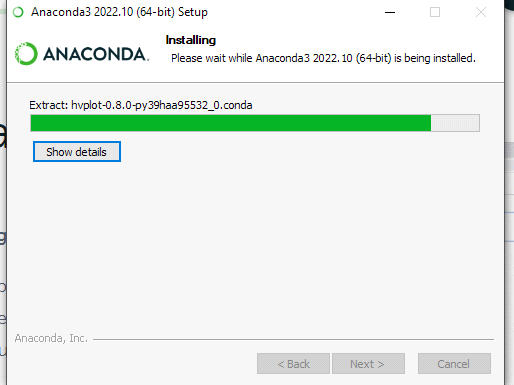 Anaconda3 2022.10 (64-bit) Setup
Installing
Please wait while Anaconda3 2022.10 (64-bit) is being installed.
ANACONDA.
Extract: hvplot-0.8.0-py39haa95532_0.conda
Show details
Anaconda, Inc.
< Back
Next >
Cancel